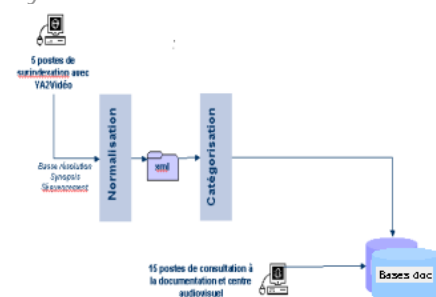 5 postes de
surindexation avec
YA2Vidéo
Normalisation
xml
Catégorisation
Basse résolution
Synopsis
Séquencement
15 postes de consultation à
la documentation et centre
audiovisuel
Bases doc